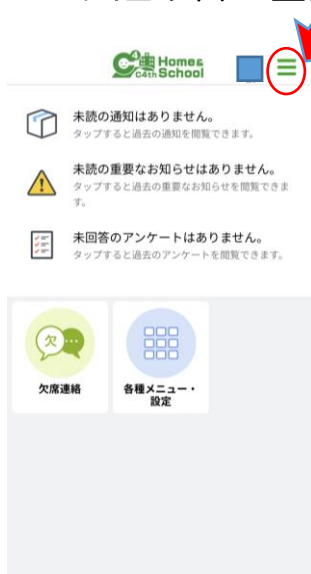 C4th Homes
C4th School
未読の通知はありません。
タップすると過去の通知を閲覧できます。
未読の重要なお知らせはありません。
タップすると過去の重要なお知らせを閲覧できま
す。
未回答のアンケートはありません。
タップすると過去のアンケートを閲覧できます。
欠
欠席連絡
各種メニュー・
設定